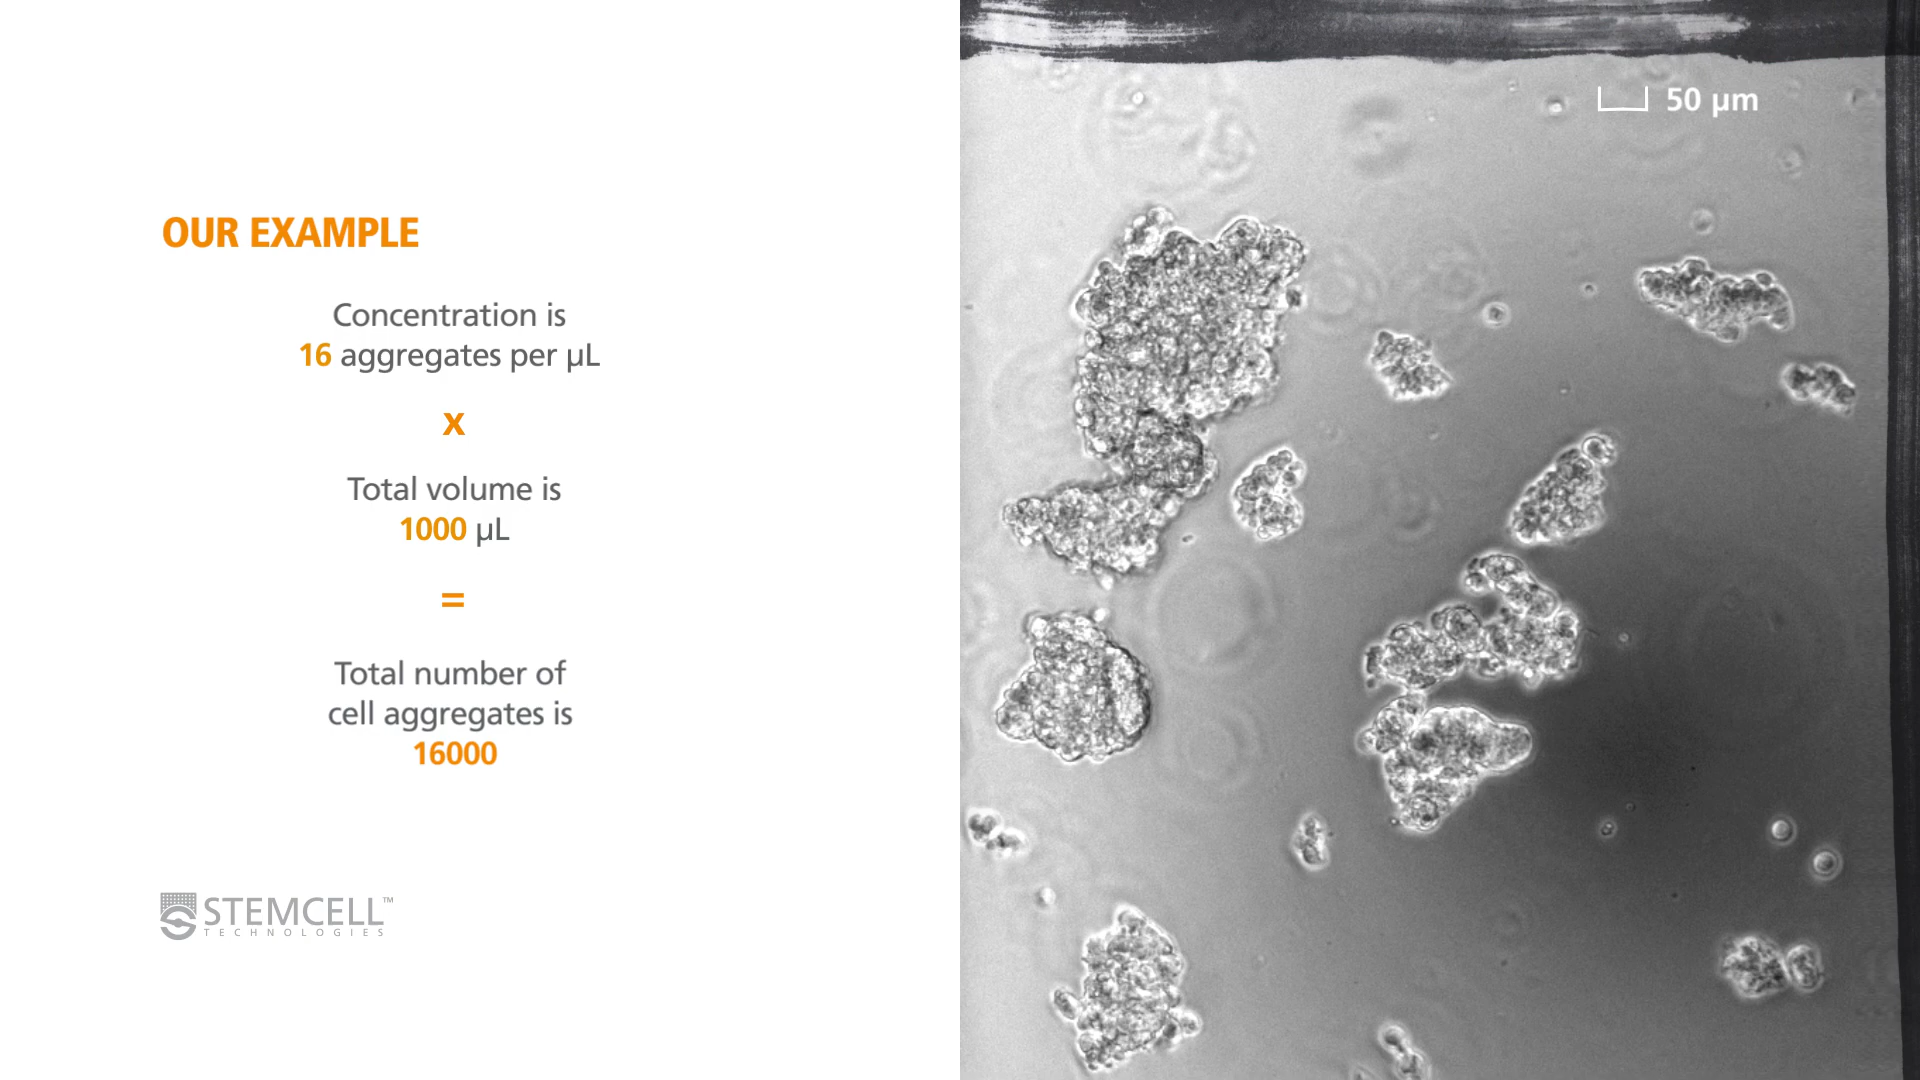 OUR EXAMPLE
Concentration is
16 aggregates per µL
x
Total volume is
1000 µL
=
Total number of
cell aggregates is
16000
STEMCELL™
TECHNOLOGIES
50 µm